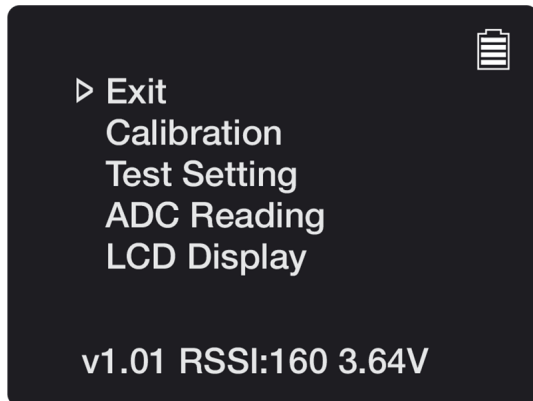 Exit
Calibration
Test Setting
ADC Reading
LCD Display
v1.01 RSSI:160 3.64V